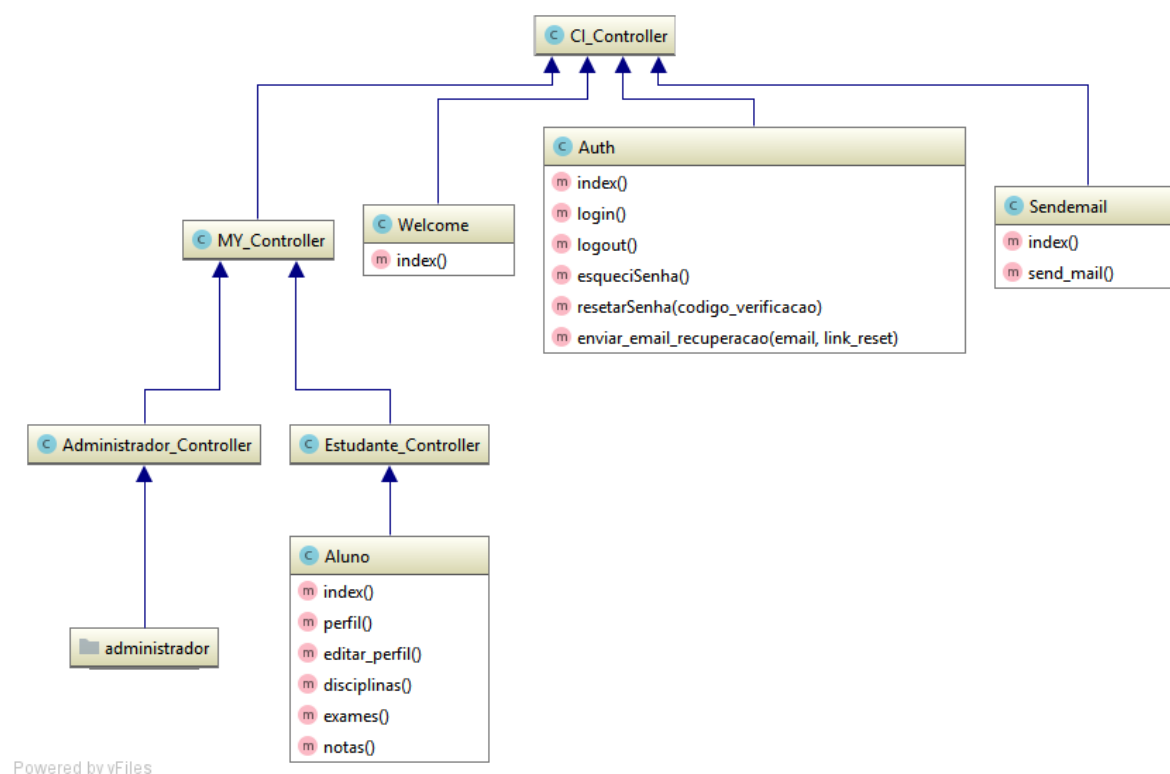 CI_Controller
Auth
index()
login()
logout()
esqueciSenha()
resetarSenha(codigo_verificacao)
enviar_email_recuperacao(email, link_reset)
Sendemail
index()
send_mail()
Welcome
index()
MY_Controller
Administrador_Controller
Estudante_Controller
Aluno
index()
perfil()
editar_perfil()
disciplinas()
exames()
notas()
administrador
Powered by yFiles